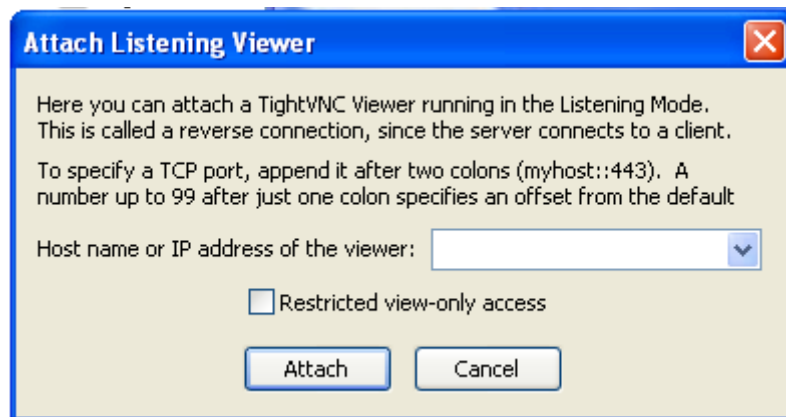 Attach Listening Viewer
Here you can attach a TightVNC Viewer running in the Listening Mode.
This is called a reverse connection, since the server connects to a client.
To specify a TCP port, append it after two colons (myhost::443). A
number up to 99 after just one colon specifies an offset from the default
Host name or IP address of the viewer:
Restricted view-only access
Attach Cancel